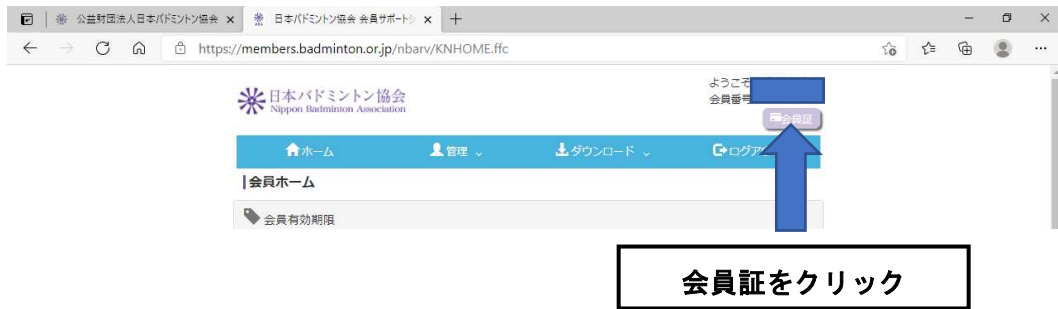 公益財団法人日本バドミントン協会
日本バドミントン協会 会員サポートシ
https://members.badminton.or.jp/nbarv/KNHOME.ffc
日本バドミントン協会
Nippon Badminton Association
ようこそ
会員番号
会員証
ホーム
管理
ダウンロード
ログア
会員ホーム
会員有効期限
会員証をクリック